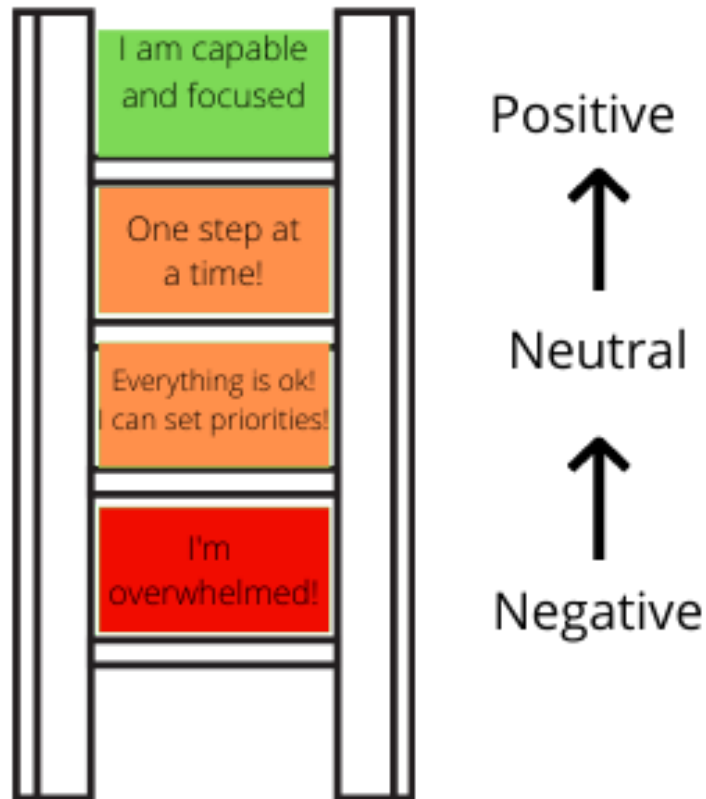 I am capable
and focused
Positive
One step at
a time!
Neutral
Everything is ok!
I can set priorities!
I'm
overwhelmed!
Negative